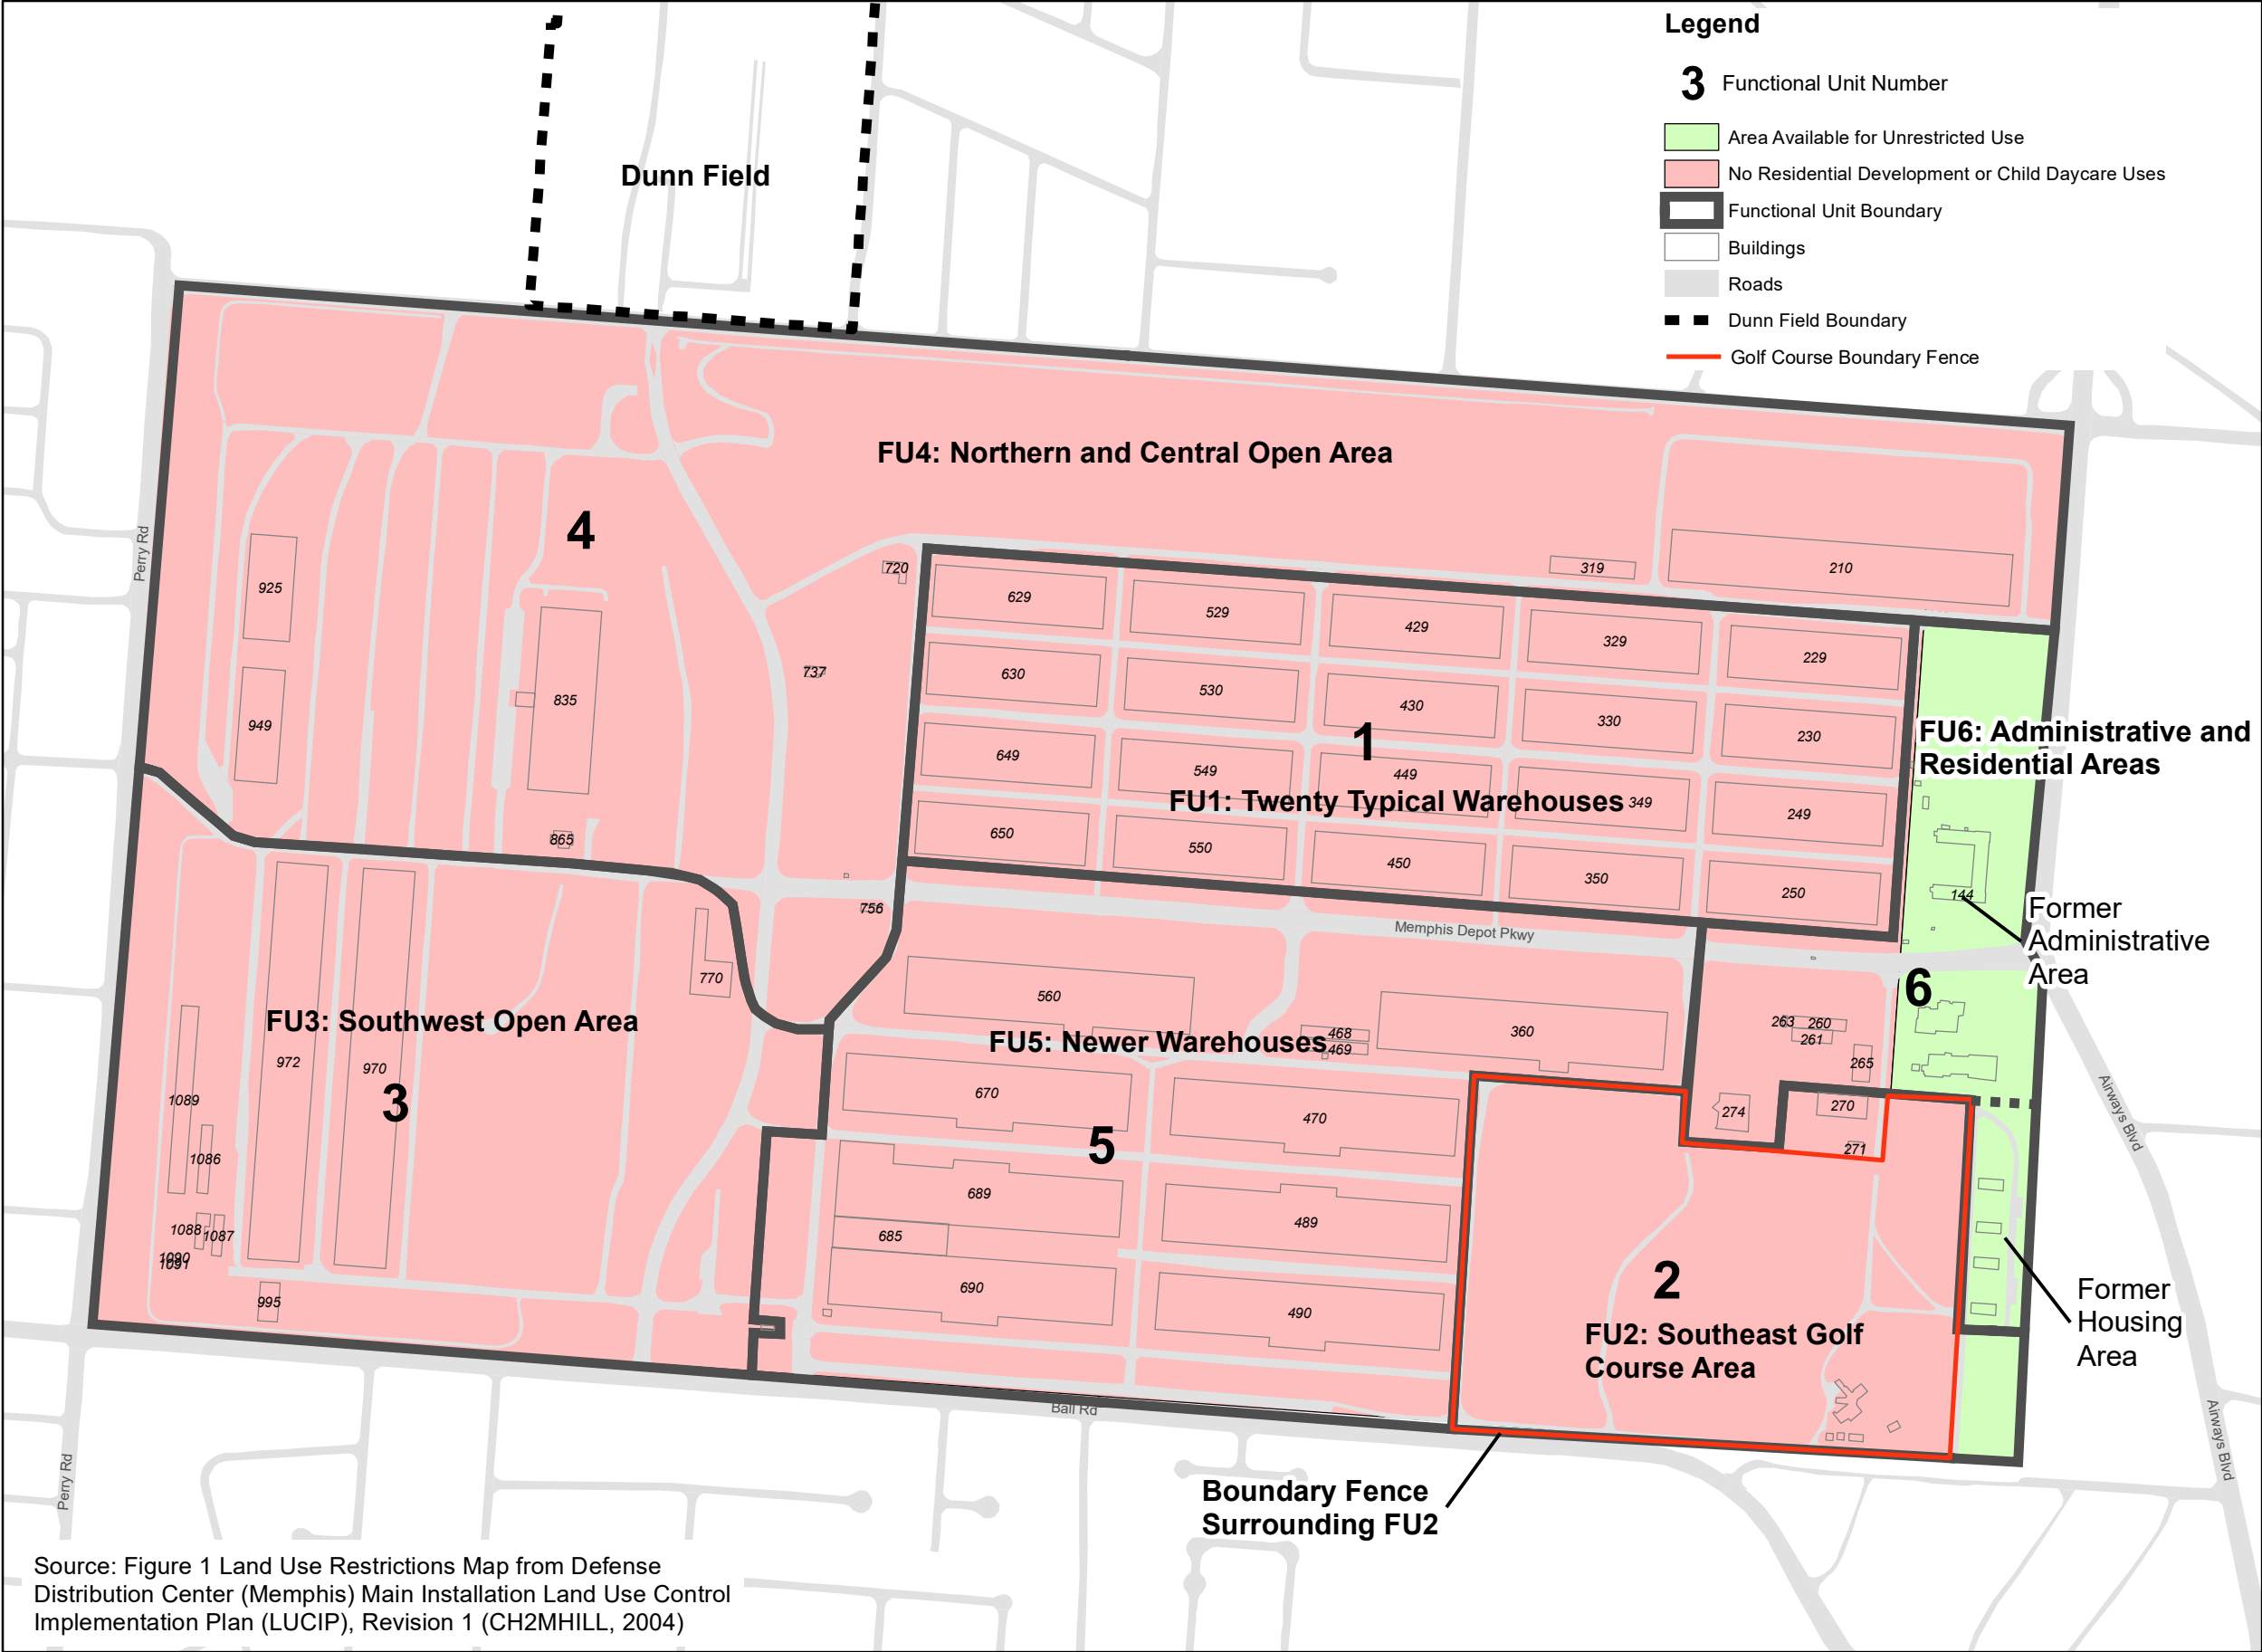 Legend
3 Functional Unit Number
Area Available for Unrestricted Use
No Residential Development or Child Daycare Uses
Functional Unit Boundary
Buildings
Roads
Dunn Field Boundary
Golf Course Boundary Fence
Dunn Field
FU4: Northern and Central Open Area
4
Perry Rd
925
949
835
865
720
737
756
319
210
629
529
429
329
229
630
530
430
330
230
1
649
549
449
349
249
FU1: Twenty Typical Warehouses
650
550
450
350
250
FU6: Administrative and
Residential Areas
144
Former
Administrative
Area
6
Memphis Depot Pkwy
770
FU3: Southwest Open Area
972
970
3
1089
1086
1088
1087
1090
1091
995
560
FU5: Newer Warehouses
468
469
360
670
470
5
689
489
685
690
490
263
260
261
265
274
270
271
2
FU2: Southeast Golf
Course Area
Former
Housing
Area
Airways Blvd
Airways Blvd
Ball Rd
Perry Rd
Boundary Fence
Surrounding FU2
Source: Figure 1 Land Use Restrictions Map from Defense
Distribution Center (Memphis) Main Installation Land Use Control
Implementation Plan (LUCIP), Revision 1 (CH2MHILL, 2004)